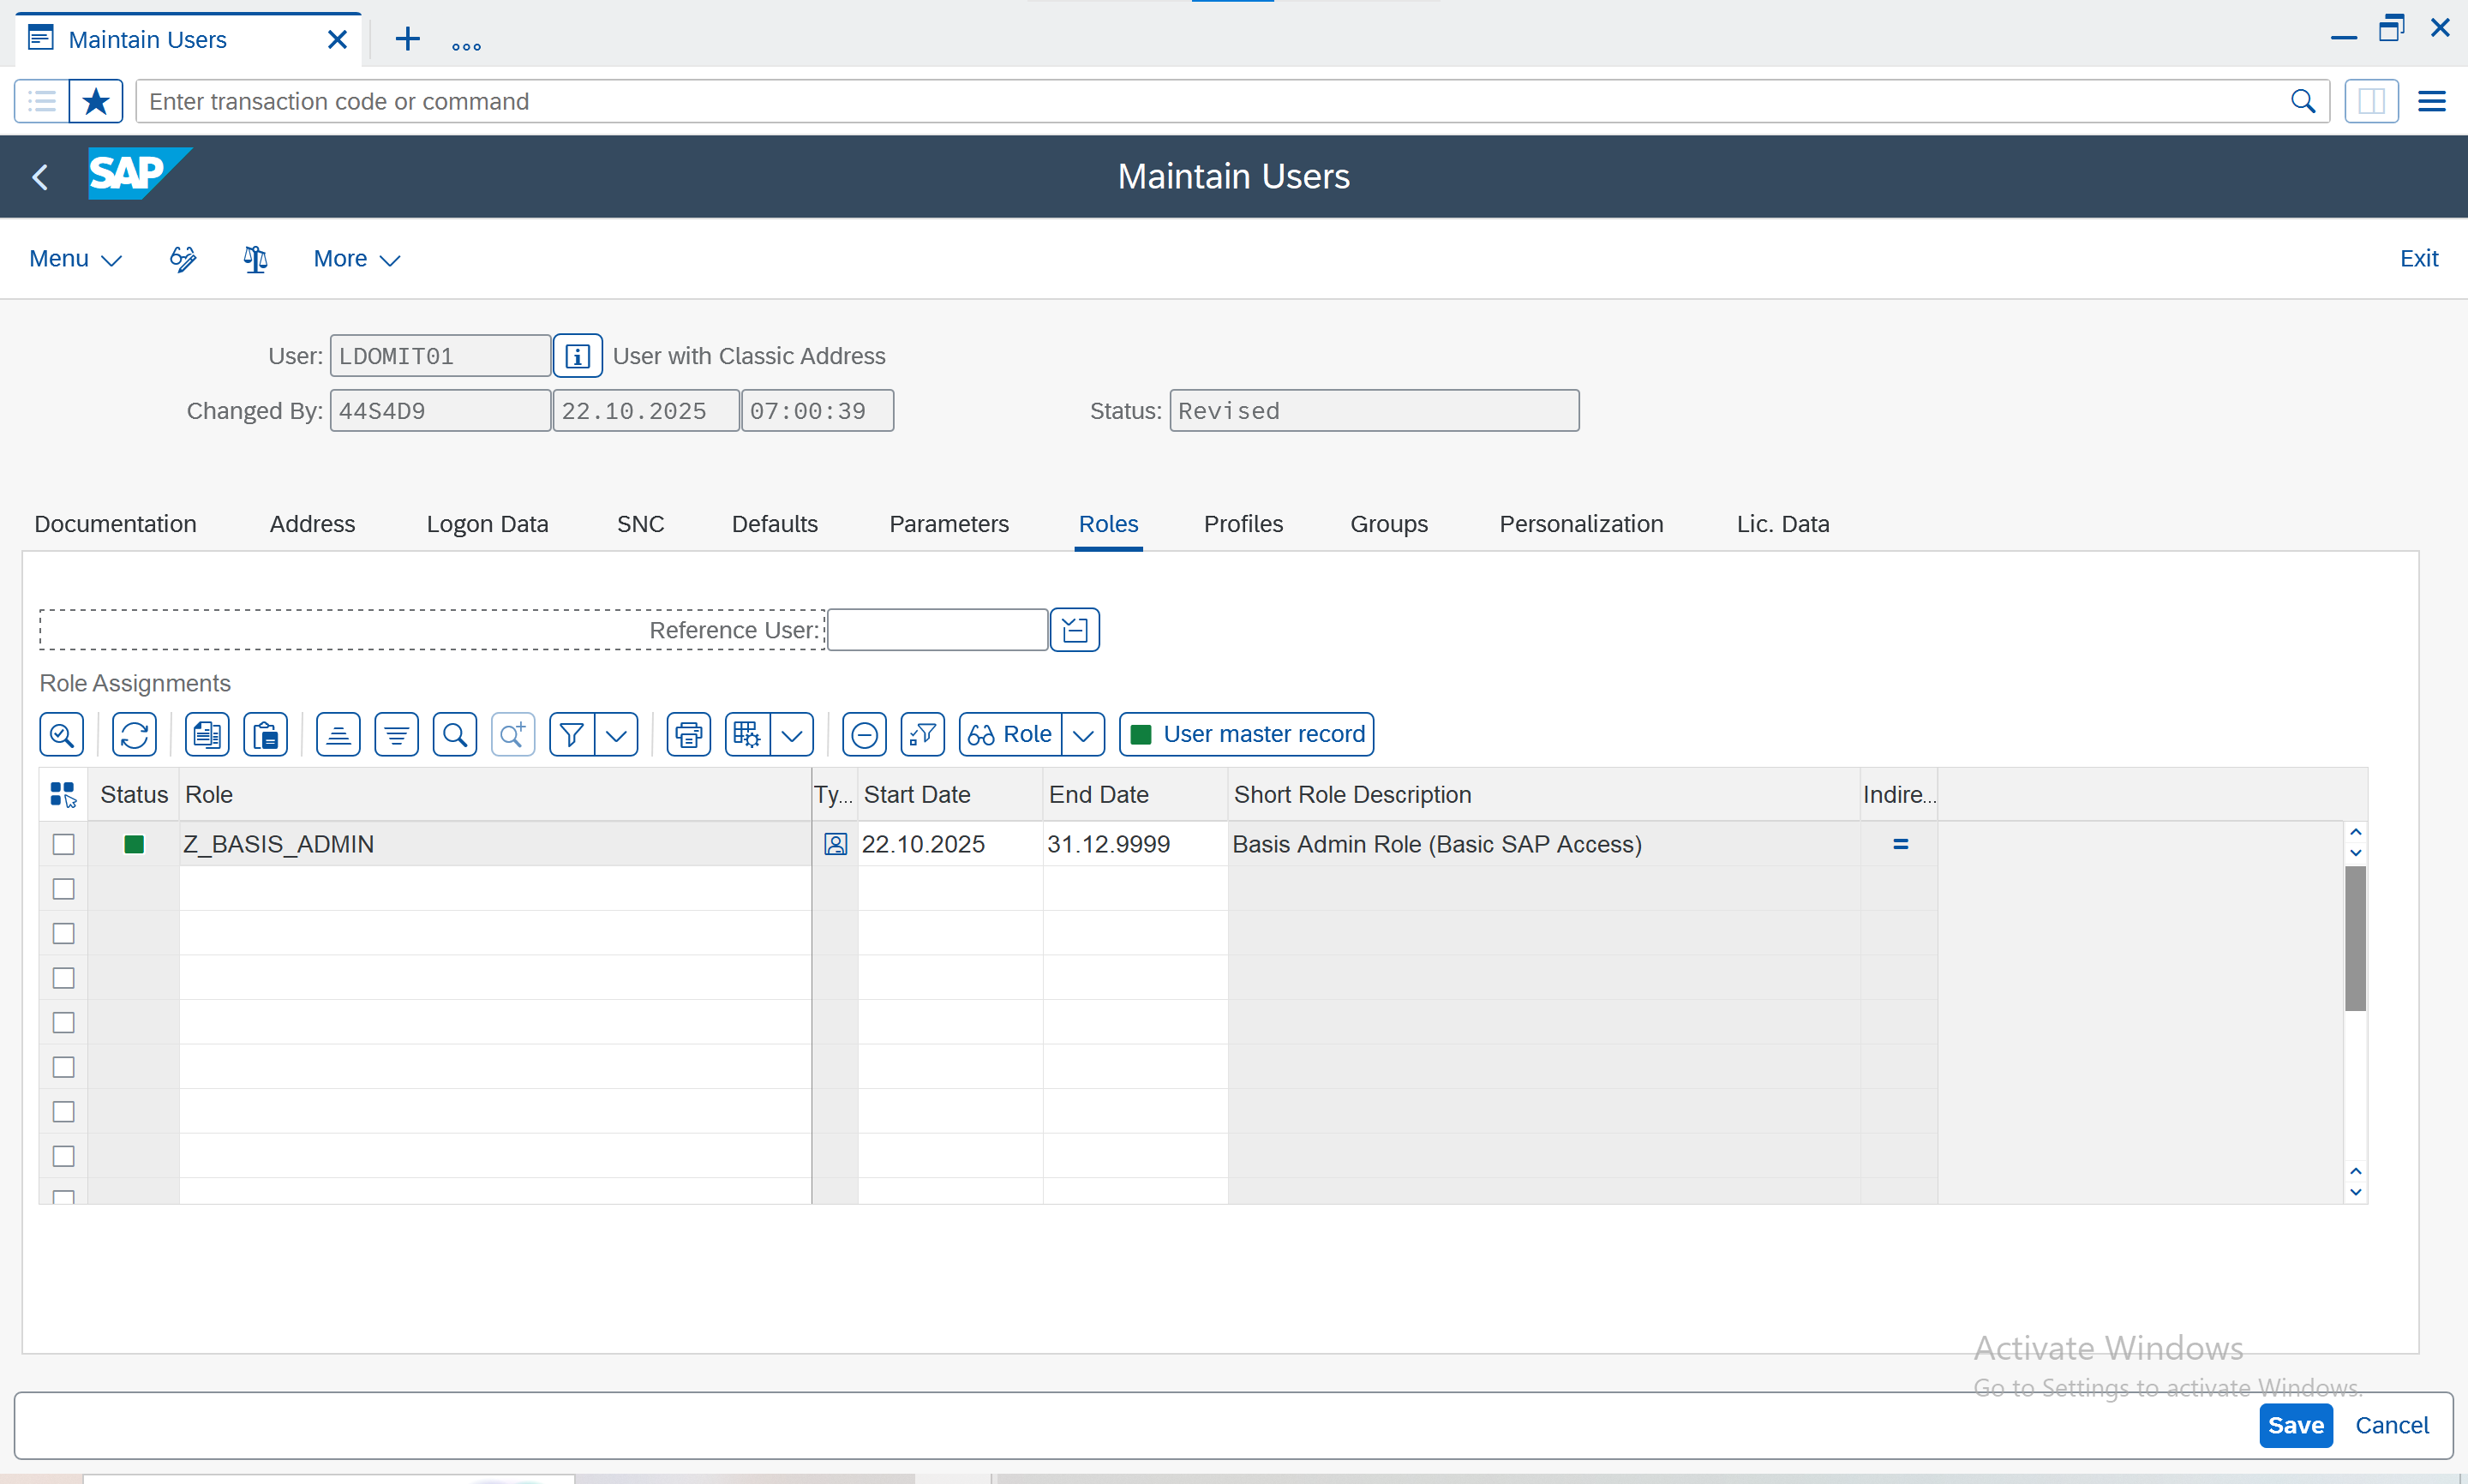 Maintain Users
Enter transaction code or command
SAP
Maintain Users
Menu More Exit
User: LDOMIT01 User with Classic Address
Changed By: 44S4D9 22.10.2025 07:00:39 Status: Revised
Documentation Address Logon Data SNC Defaults Parameters Roles Profiles Groups Personalization Lic. Data
Reference User:
Role Assignments
Role User master record
Status Role Ty... Start Date End Date Short Role Description Indire...
Z_BASIS_ADMIN 22.10.2025 31.12.9999 Basis Admin Role (Basic SAP Access)
Activate Windows
Go to Settings to activate Windows.
Save Cancel